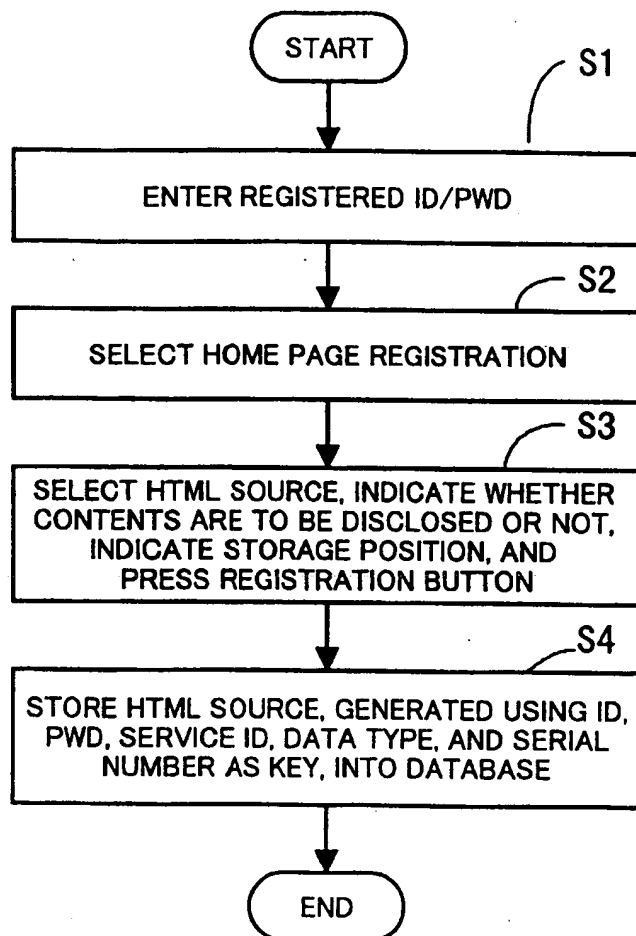 START
S1
ENTER REGISTERED ID/PWD
S2
SELECT HOME PAGE REGISTRATION
S3
SELECT HTML SOURCE, INDICATE WHETHER
CONTENTS ARE TO BE DISCLOSED OR NOT,
INDICATE STORAGE POSITION, AND
PRESS REGISTRATION BUTTON
S4
STORE HTML SOURCE, GENERATED USING ID,
PWD, SERVICE ID, DATA TYPE, AND SERIAL
NUMBER AS KEY, INTO DATABASE
END